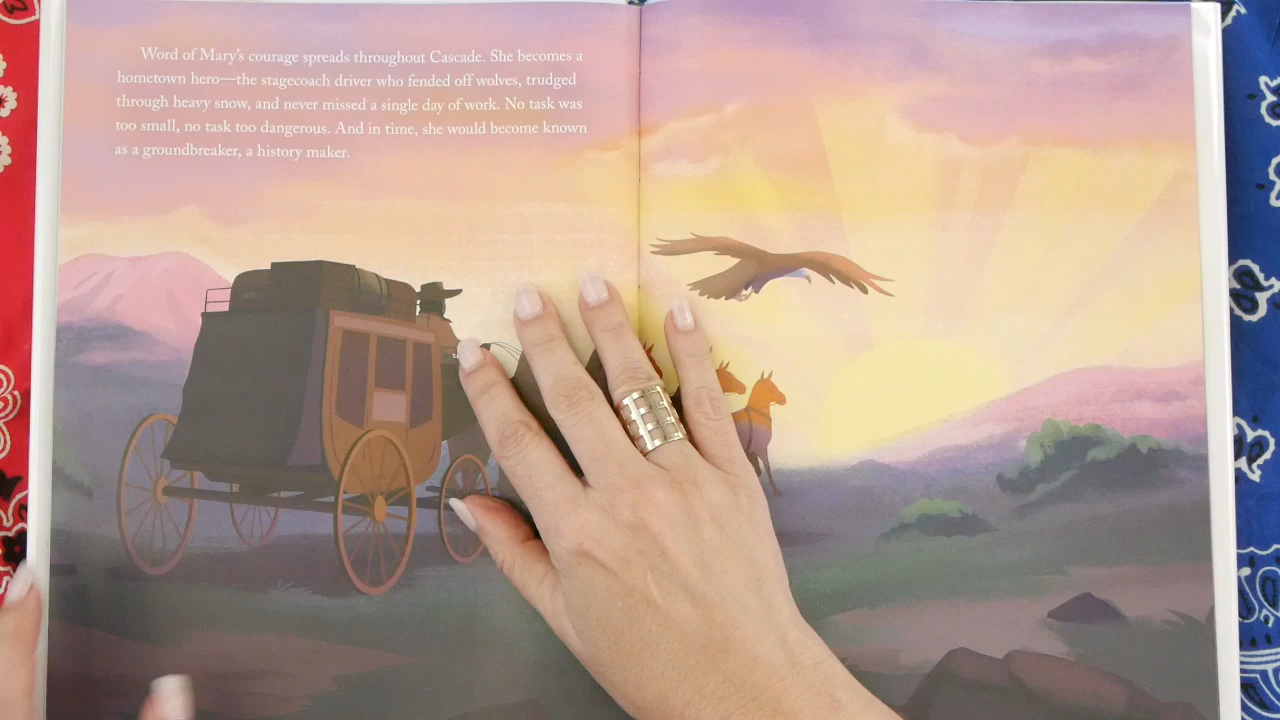 Word of Mary's courage spreads throughout Cascade. She becomes a
hometown hero—the stagecoach driver who fended off wolves, trudged
through heavy snow, and never missed a single day of work. No task was
too small, no task too dangerous. And in time, she would become known
as a groundbreaker, a history maker.